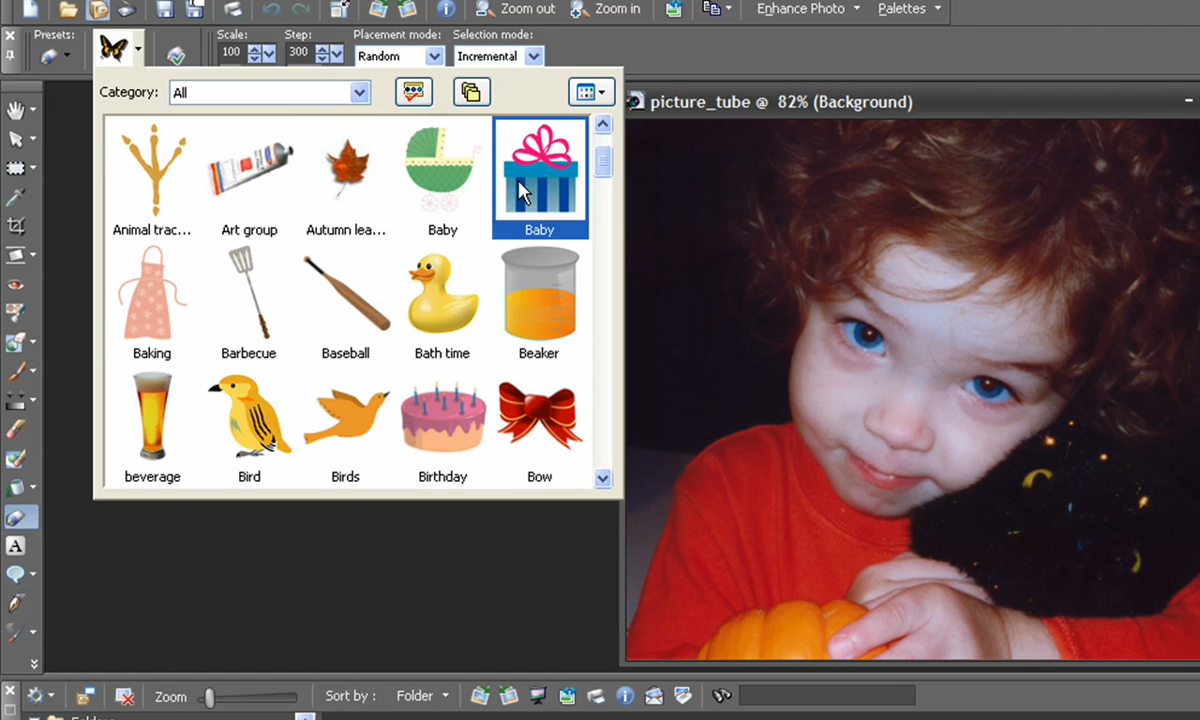 Zoom out Zoom in Enhance Photo Palettes
Presets: Scale: Step: Placement mode: Selection mode:
100 300 Random Incremental
Category: All
picture_tube @ 82% (Background)
Animal trac... Art group Autumn lea... Baby Baby
Baking Barbecue Baseball Bath time Beaker
beverage Bird Birds Birthday Bow
A
Zoom Sort by : Folder